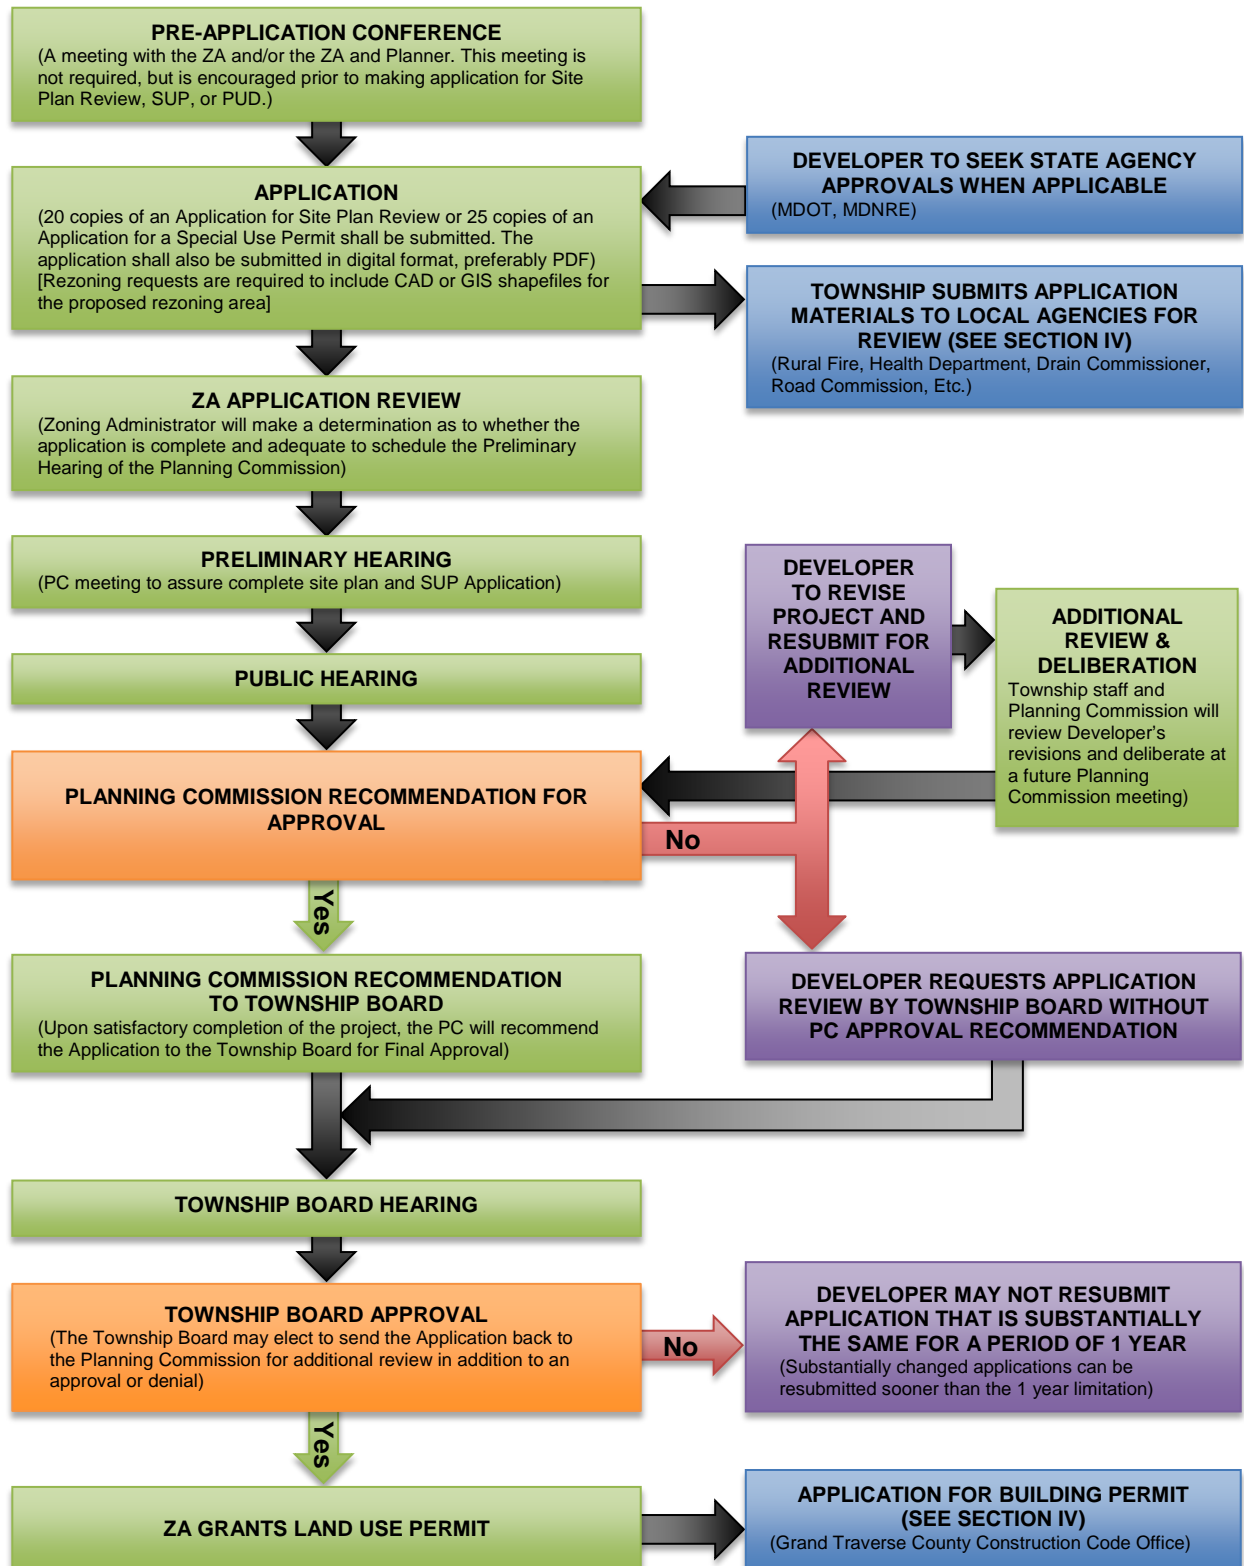 PRE-APPLICATION CONFERENCE
(A meeting with the ZA and/or the ZA and Planner. This meeting is
not required, but is encouraged prior to making application for Site
Plan Review, SUP, or PUD.)
APPLICATION
(20 copies of an Application for Site Plan Review or 25 copies of an
Application for a Special Use Permit shall be submitted. The
application shall also be submitted in digital format, preferably PDF)
[Rezoning requests are required to include CAD or GIS shapefiles for
the proposed rezoning area]
DEVELOPER TO SEEK STATE AGENCY
APPROVALS WHEN APPLICABLE
(MDOT, MDNRE)
TOWNSHIP SUBMITS APPLICATION
MATERIALS TO LOCAL AGENCIES FOR
REVIEW (SEE SECTION IV)
(Rural Fire, Health Department, Drain Commissioner,
Road Commission, Etc.)
ZA APPLICATION REVIEW
(Zoning Administrator will make a determination as to whether the
application is complete and adequate to schedule the Preliminary
Hearing of the Planning Commission)
PRELIMINARY HEARING
(PC meeting to assure complete site plan and SUP Application)
PUBLIC HEARING
DEVELOPER
TO REVISE
PROJECT AND
RESUBMIT FOR
ADDITIONAL
REVIEW
ADDITIONAL
REVIEW &
DELIBERATION
Township staff and
Planning Commission will
review Developer's
revisions and deliberate at
a future Planning
Commission meeting)
PLANNING COMMISSION RECOMMENDATION FOR
APPROVAL
No
Yes
PLANNING COMMISSION RECOMMENDATION
TO TOWNSHIP BOARD
(Upon satisfactory completion of the project, the PC will recommend
the Application to the Township Board for Final Approval)
DEVELOPER REQUESTS APPLICATION
REVIEW BY TOWNSHIP BOARD WITHOUT
PC APPROVAL RECOMMENDATION
TOWNSHIP BOARD HEARING
TOWNSHIP BOARD APPROVAL
(The Township Board may elect to send the Application back to
the Planning Commission for additional review in addition to an
approval or denial)
No
DEVELOPER MAY NOT RESUBMIT
APPLICATION THAT IS SUBSTANTIALLY
THE SAME FOR A PERIOD OF 1 YEAR
(Substantially changed applications can be
resubmitted sooner than the 1 year limitation)
Yes
ZA GRANTS LAND USE PERMIT
APPLICATION FOR BUILDING PERMIT
(SEE SECTION IV)
(Grand Traverse County Construction Code Office)